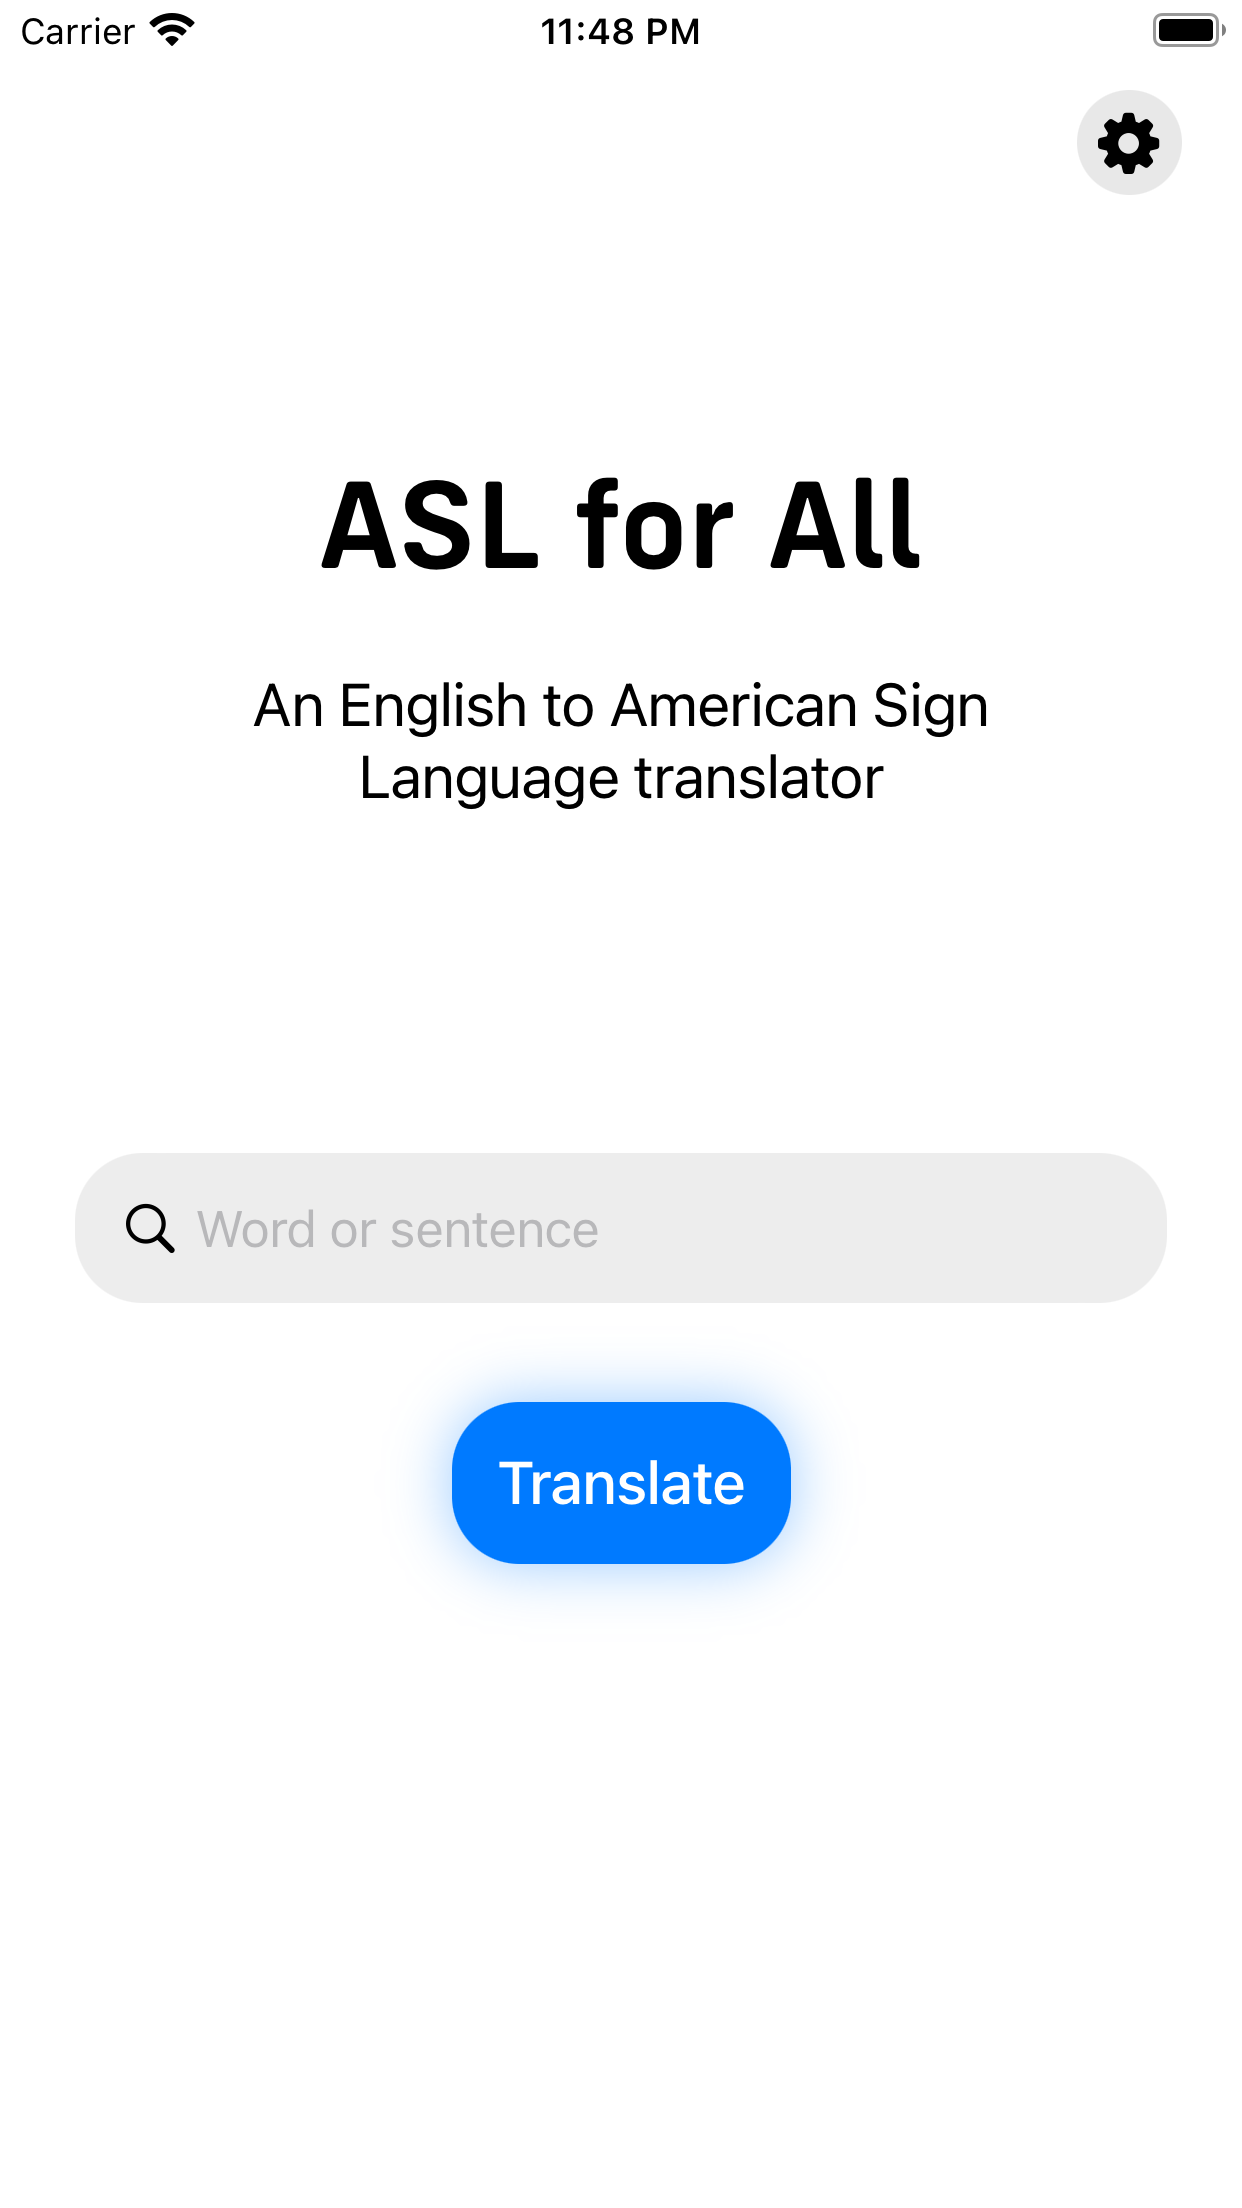 Carrier
11:48 PM
ASL for All
An English to American Sign
Language translator
Word or sentence
Translate